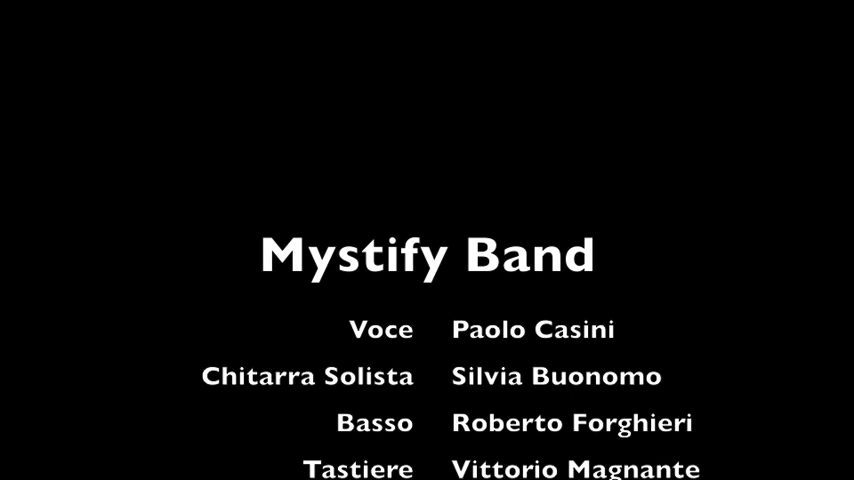 Mystify Band
Voce Paolo Casini
Chitarra Solista Silvia Buonomo
Basso Roberto Forghieri
Tastiere Vittorio Magnante